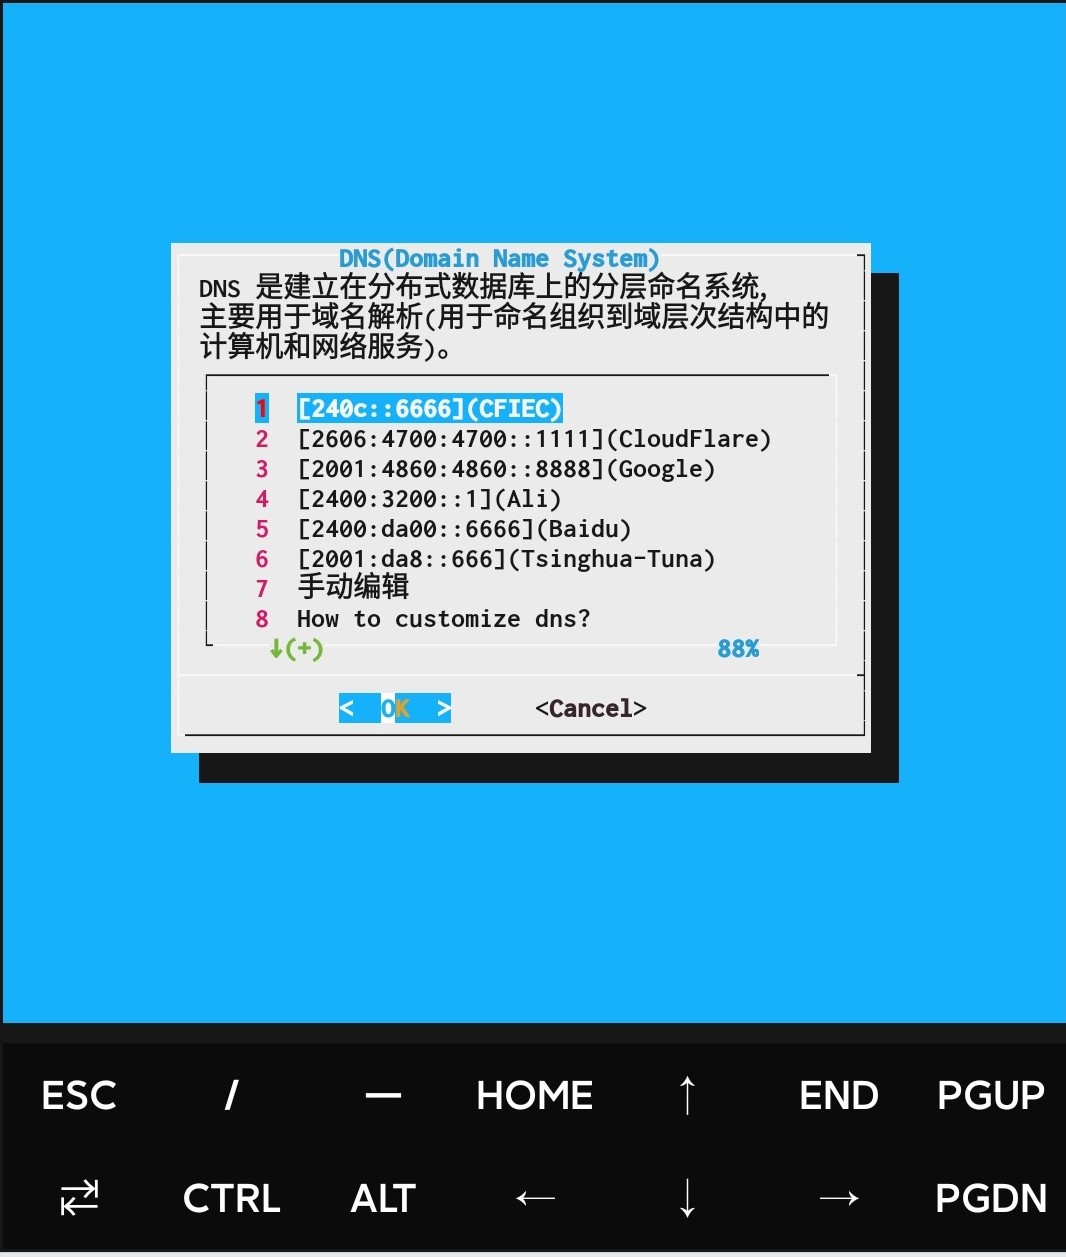 DNS(Domain Name System)
DNS 是建立在分布式数据库上的分层命名系统,
主要用于域名解析(用于命名组织到域层次结构中的
计算机和网络服务)。
1 [240c::6666](CFIEC)
2 [2606:4700:4700::1111](CloudFlare)
3 [2001:4860:4860::8888](Google)
4 [2400:3200::1](Ali)
5 [2400:da00::6666](Baidu)
6 [2001:da8::666](Tsinghua-Tuna)
7 手动编辑
8 How to customize dns?
↓(+) 88%
< OK > <Cancel>
ESC / — HOME ↑ END PGUP
CTRL ALT ← ↓ → PGDN